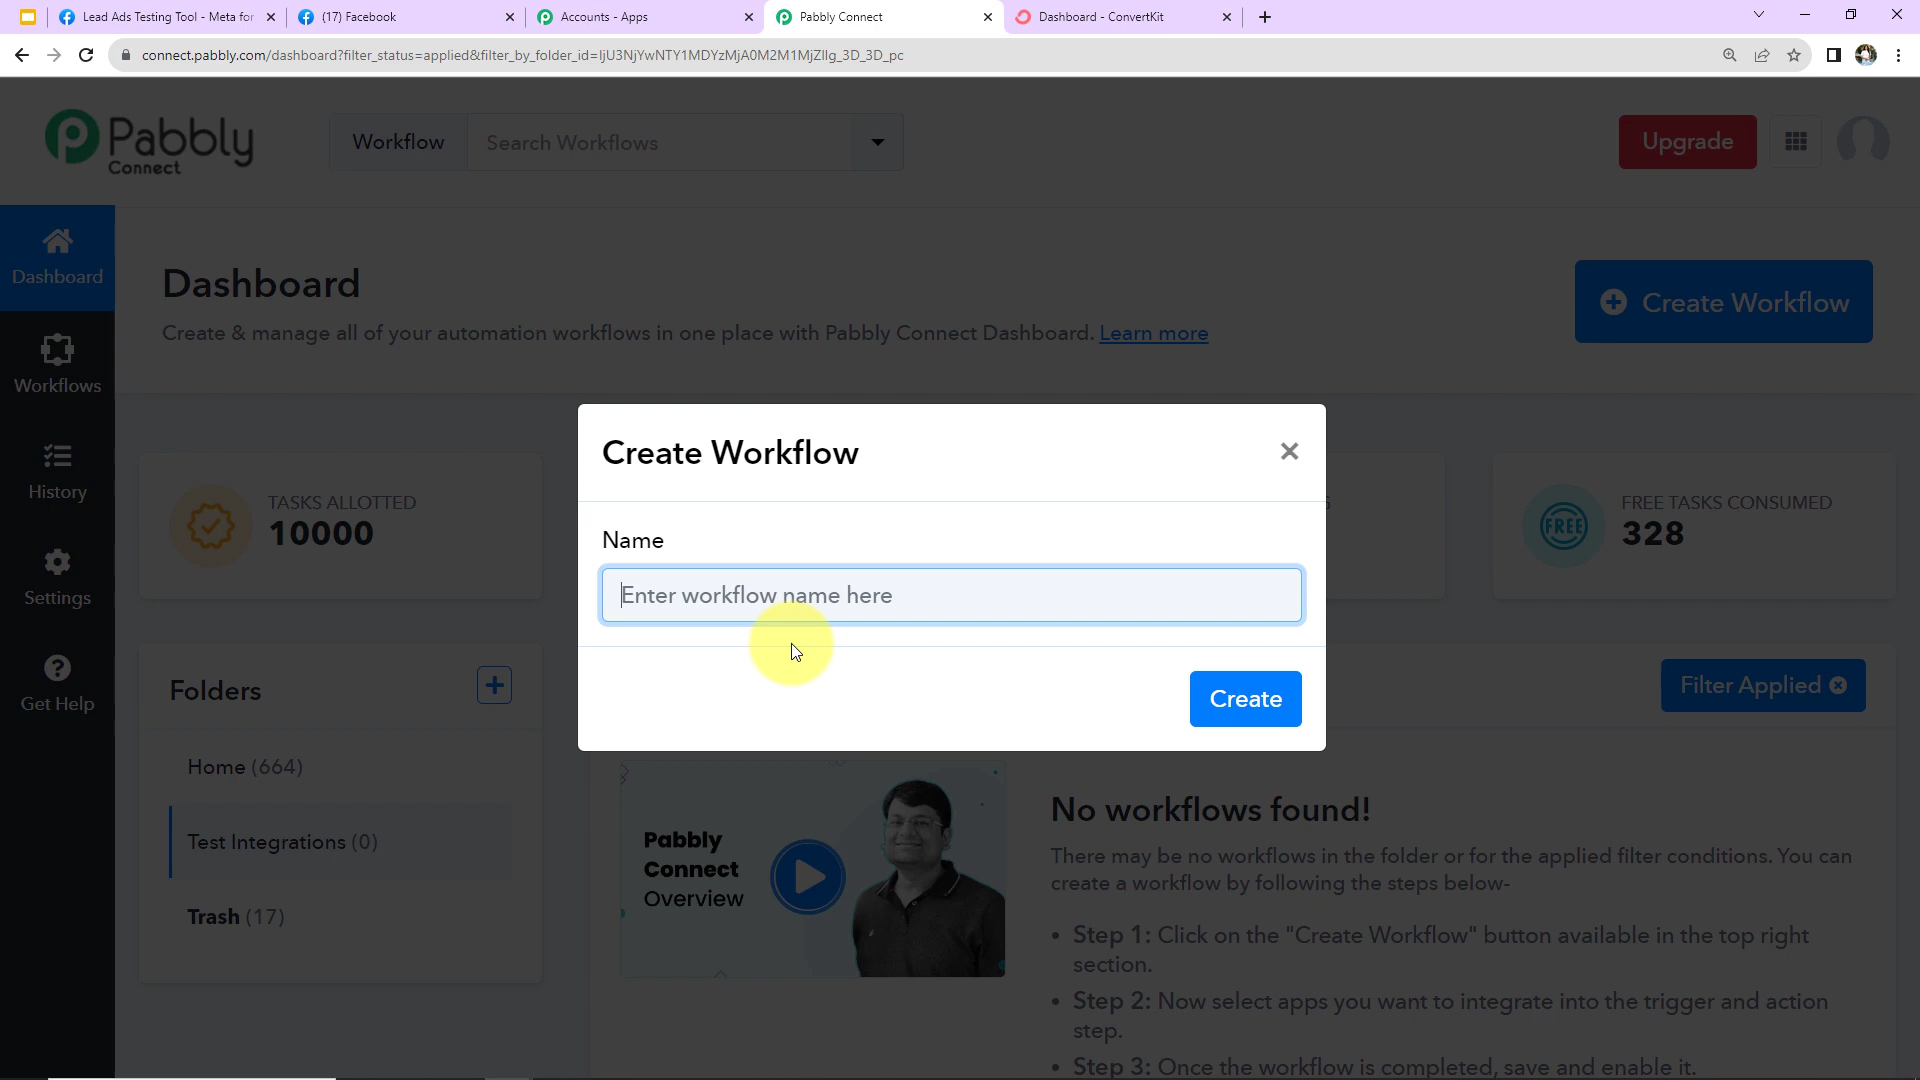 Lead Ads Testing Tool - Meta for
(17) Facebook
Accounts - Apps
Pabbly Connect
Dashboard - ConvertKit
connect.pabbly.com/dashboard?filter_status=applied&filter_by_folder_id=IjU3NjYwNTY1MDYzMjA0M2M1MjZlIg_3D_3D_pc
Pabbly
Connect
Workflow
Search Workflows
Upgrade
Dashboard
Workflows
History
Settings
Get Help
Dashboard
Create & manage all of your automation workflows in one place with Pabbly Connect Dashboard. Learn more
Create Workflow
TASKS ALLOTTED
10000
FREE
FREE TASKS CONSUMED
328
Create Workflow
Name
Enter workflow name here
Create
Folders
Home (664)
Test Integrations (0)
Trash (17)
Filter Applied
Pabbly
Connect
Overview
No workflows found!
There may be no workflows in the folder or for the applied filter conditions. You can
create a workflow by following the steps below-
• Step 1: Click on the "Create Workflow" button available in the top right
section.
• Step 2: Now select apps you want to integrate into the trigger and action
step.
• Step 3: Once the workflow is completed, save and enable it.